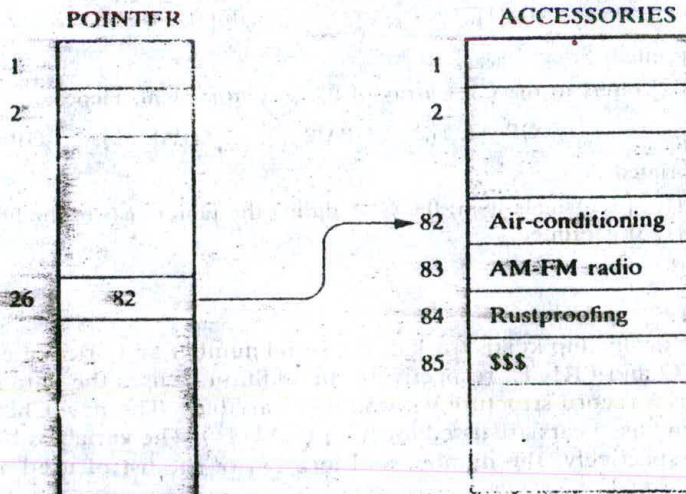 POINTER
ACCESSORIES
1
1
2
2
82 Air-conditioning
83 AM-FM radio
26 82
84 Rustproofing
85 $$$